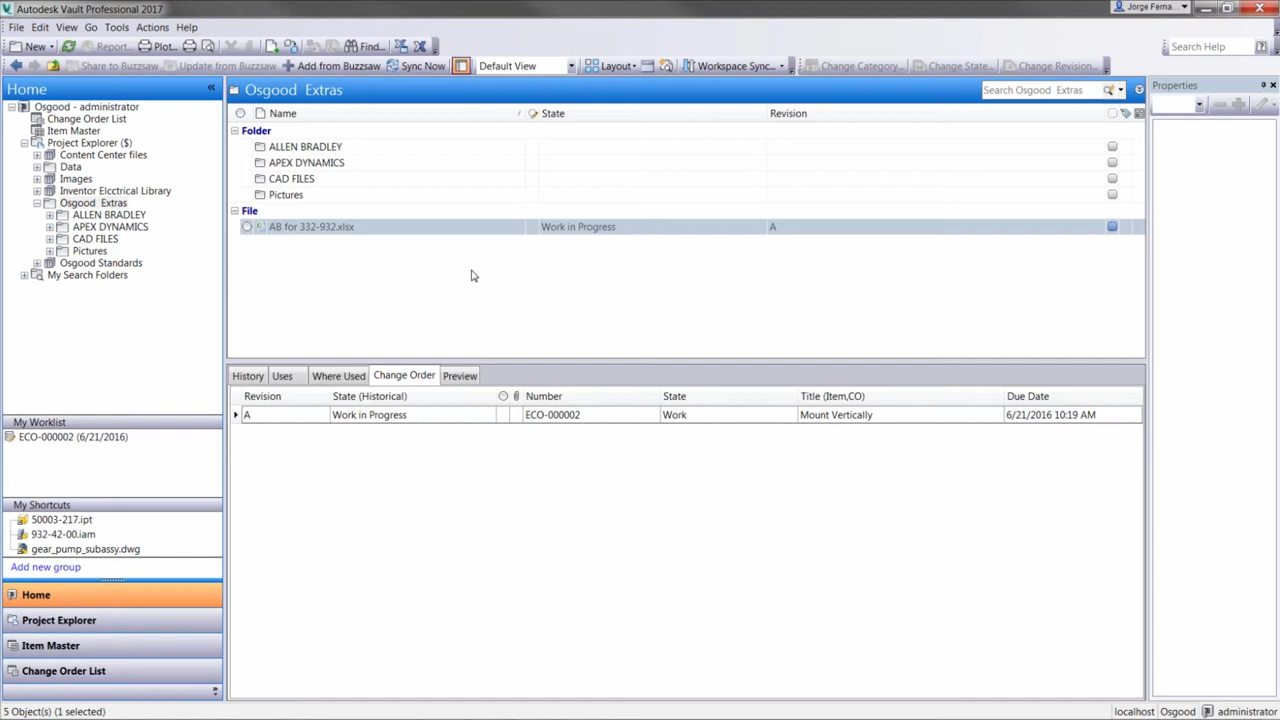 Autodesk Vault Professional 2017
Jorge Ferna...
File Edit View Go Tools Actions Help
New Report... Plot... Find... Search Help
Share to Buzzsaw Update from Buzzsaw Add from Buzzsaw Sync Now Default View Layout Workspace Sync... Change Category... Change State... Change Revision...
Home
Osgood - administrator
Change Order List
Item Master
Project Explorer ($)
Content Center files
Data
Images
Inventor Elcctrical Library
Osgood Extras
ALLEN BRADLEY
APEX DYNAMICS
CAD FILES
Pictures
Osgood Standards
My Search Folders
My Worklist
ECO-000002 (6/21/2016)
My Shortcuts
50003-217.ipt
932-42-00.iam
gear_pump_subassy.dwg
Add new group
Home
Project Explorer
Item Master
Change Order List
Osgood Extras
Search Osgood Extras
Name State Revision
Folder
ALLEN BRADLEY
APEX DYNAMICS
CAD FILES
Pictures
File
AB for 332-932.xlsx Work in Progress A
History Uses Where Used Change Order Preview
Revision State (Historical) Number State Title (Item,CO) Due Date
A Work in Progress ECO-000002 Work Mount Vertically 6/21/2016 10:19 AM
Properties
5 Object(s) (1 selected)
localhost Osgood administrator